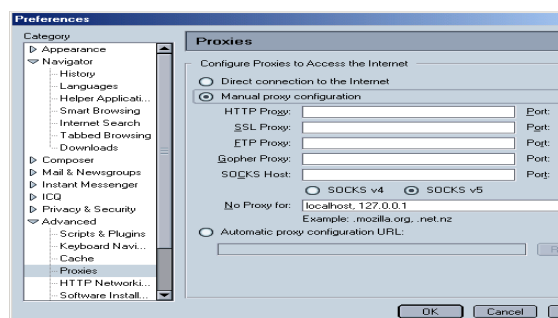 Preferences
Category
Appearance
Navigator
History
Languages
Helper Applicati...
Smart Browsing
Internet Search
Tabbed Browsing
Downloads
Composer
Mail & Newsgroups
Instant Messenger
ICQ
Privacy & Security
Advanced
Scripts & Plugins
Keyboard Navi...
Cache
Proxies
HTTP Networki...
Software Install...
Proxies
Configure Proxies to Access the Internet
Direct connection to the Internet
Manual proxy configuration
HTTP Proxy: Port:
SSL Proxy: Port:
FTP Proxy: Port:
Gopher Proxy: Port:
SOCKS Host: Port:
SOCKS v4 SOCKS v5
No Proxy for: localhost, 127.0.0.1
Example: .mozilla.org, .net.nz
Automatic proxy configuration URL:
R
OK Cancel